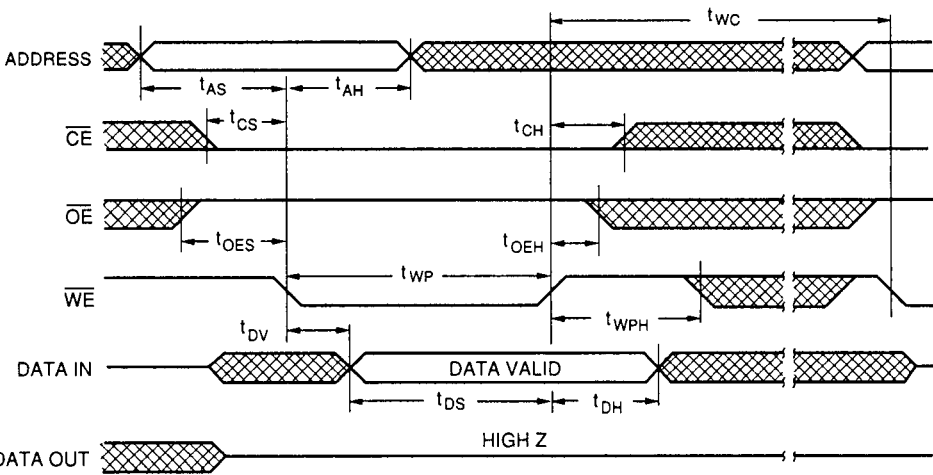 tWC
ADDRESS
tAS
tAH
tCS
tCH
CE
OE
tOES
tOEH
tWP
WE
tDV
tWPH
DATA IN
DATA VALID
tDS
tDH
HIGH Z
DATA OUT